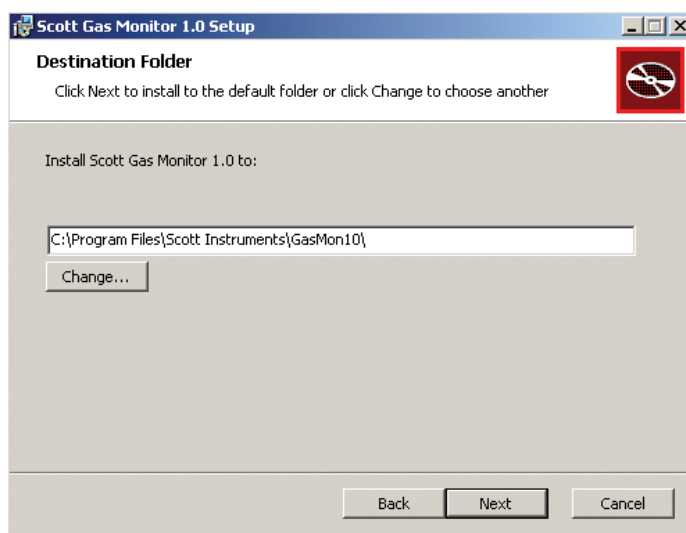 Scott Gas Monitor 1.0 Setup
Destination Folder
Click Next to install to the default folder or click Change to choose another
Install Scott Gas Monitor 1.0 to:
C:\Program Files\Scott Instruments\GasMon10\
Change...
Back Next Cancel